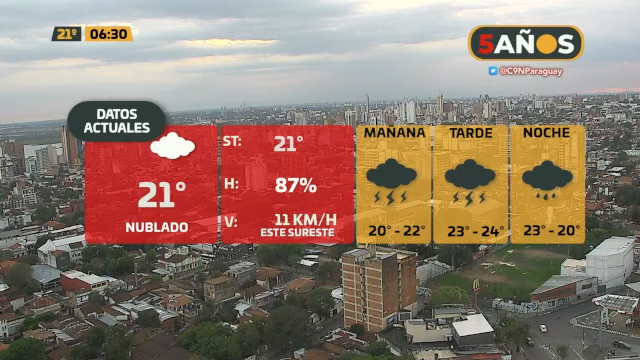 21º 06:30
5AÑOS
@C9NParaguay
DATOS
ACTUALES
21°
NUBLADO
ST: 21°
H: 87%
V: 11 KM/H
ESTE SURESTE
MAÑANA
20° - 22°
TARDE
23° - 24°
NOCHE
23° - 20°